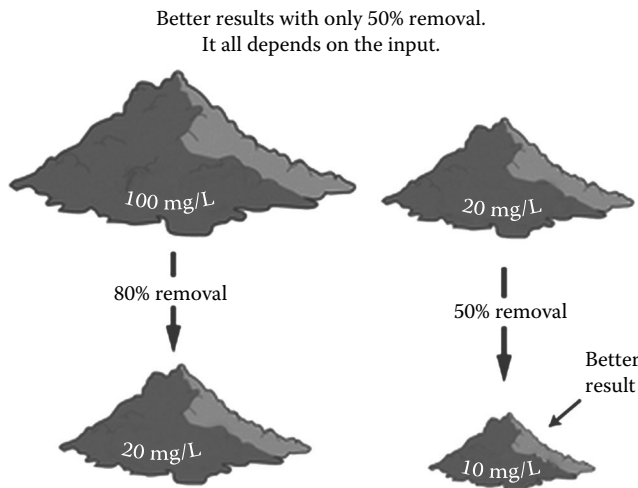 Better results with only 50% removal.
It all depends on the input.
100 mg/L
20 mg/L
80% removal
50% removal
Better
result
20 mg/L
10 mg/L